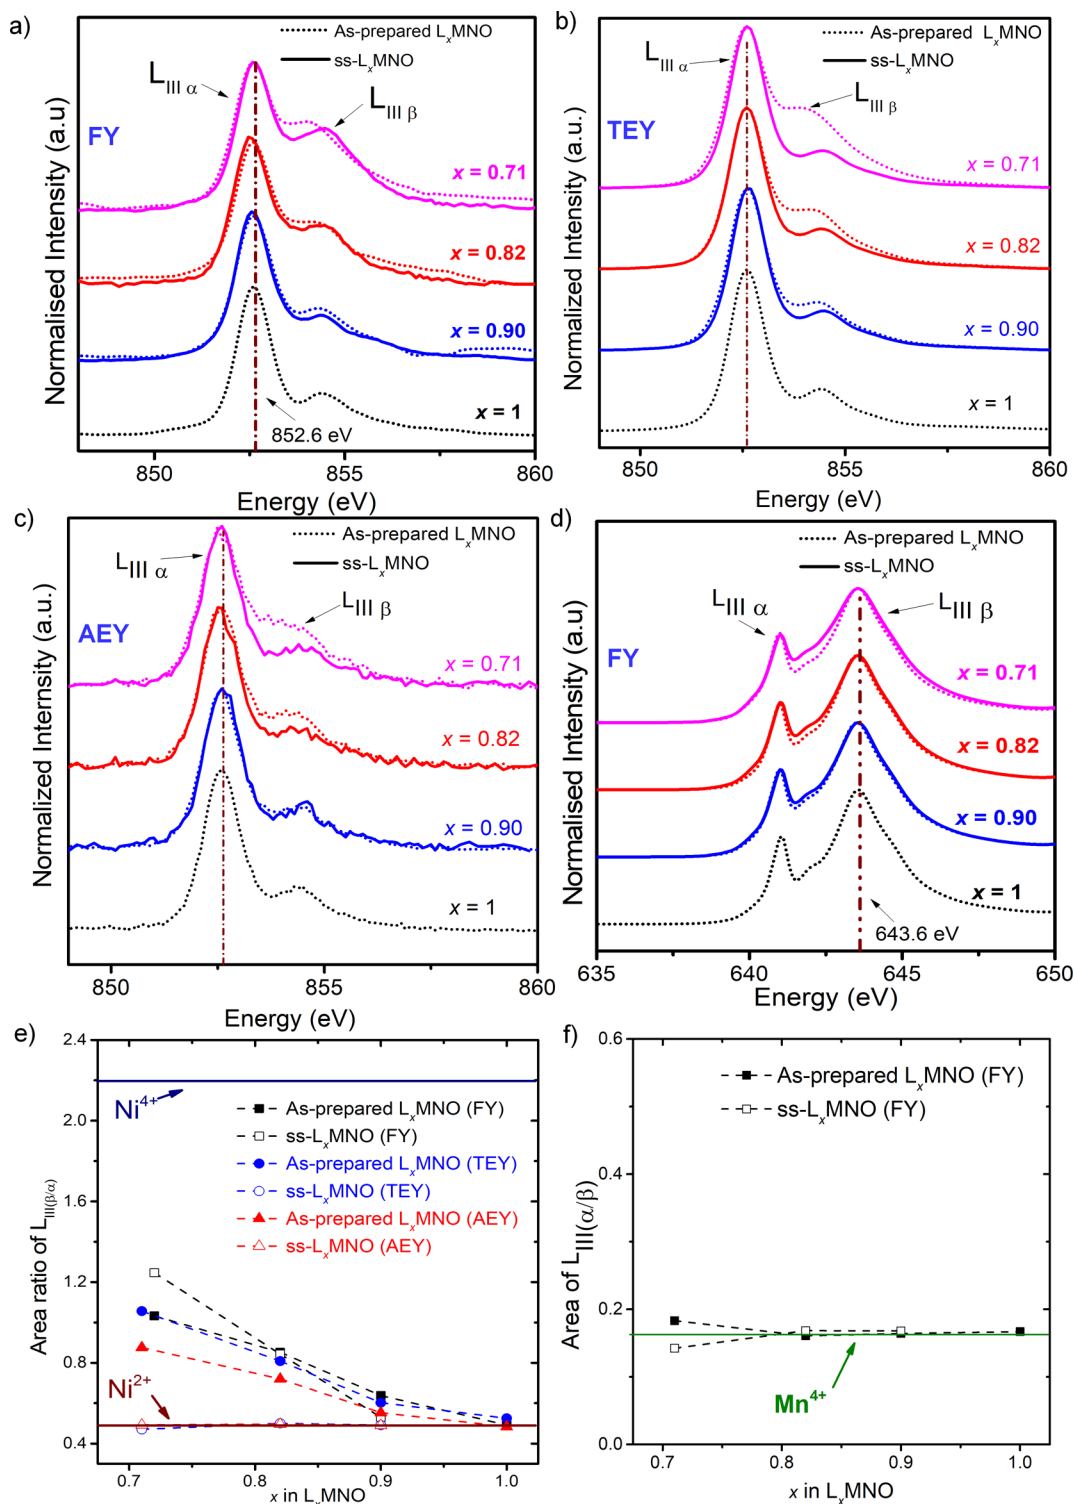 a)
As-prepared LxMNO
ss-LxMNO
LIII α
LIII β
FY
x = 0.71
x = 0.82
x = 0.90
x = 1
852.6 eV
Normalised Intensity (a.u)
850 855 860
Energy (eV)
b)
As-prepared LxMNO
ss-LxMNO
LIII α
LIII β
TEY
x = 0.71
x = 0.82
x = 0.90
x = 1
Normalized Intensity (a.u.)
850 855 860
Energy (eV)
c)
As-prepared LxMNO
ss-LxMNO
LIII α
LIII β
AEY
x = 0.71
x = 0.82
x = 0.90
x = 1
Normalized Internsity (a.u.)
850 855 860
Energy (eV)
d)
As-prepared LxMNO
ss-LxMNO
LIII α
LIII β
FY
x = 0.71
x = 0.82
x = 0.90
x = 1
643.6 eV
Normalised Intensity (a.u)
635 640 645 650
Energy (eV)
e)
2.4
2.0
1.6
1.2
0.8
0.4
Area ratio of LIII(β/α)
Ni4+
As-prepared LxMNO (FY)
ss-LxMNO (FY)
As-prepared LxMNO (TEY)
ss-LxMNO (TEY)
As-prepared LxMNO (AEY)
ss-LxMNO (AEY)
Ni2+
0.7 0.8 0.9 1.0
x in LxMNO
f)
0.6
0.4
0.2
0.0
Area of LIII(α/β)
As-prepared LxMNO (FY)
ss-LxMNO (FY)
Mn4+
0.7 0.8 0.9 1.0
x in LxMNO